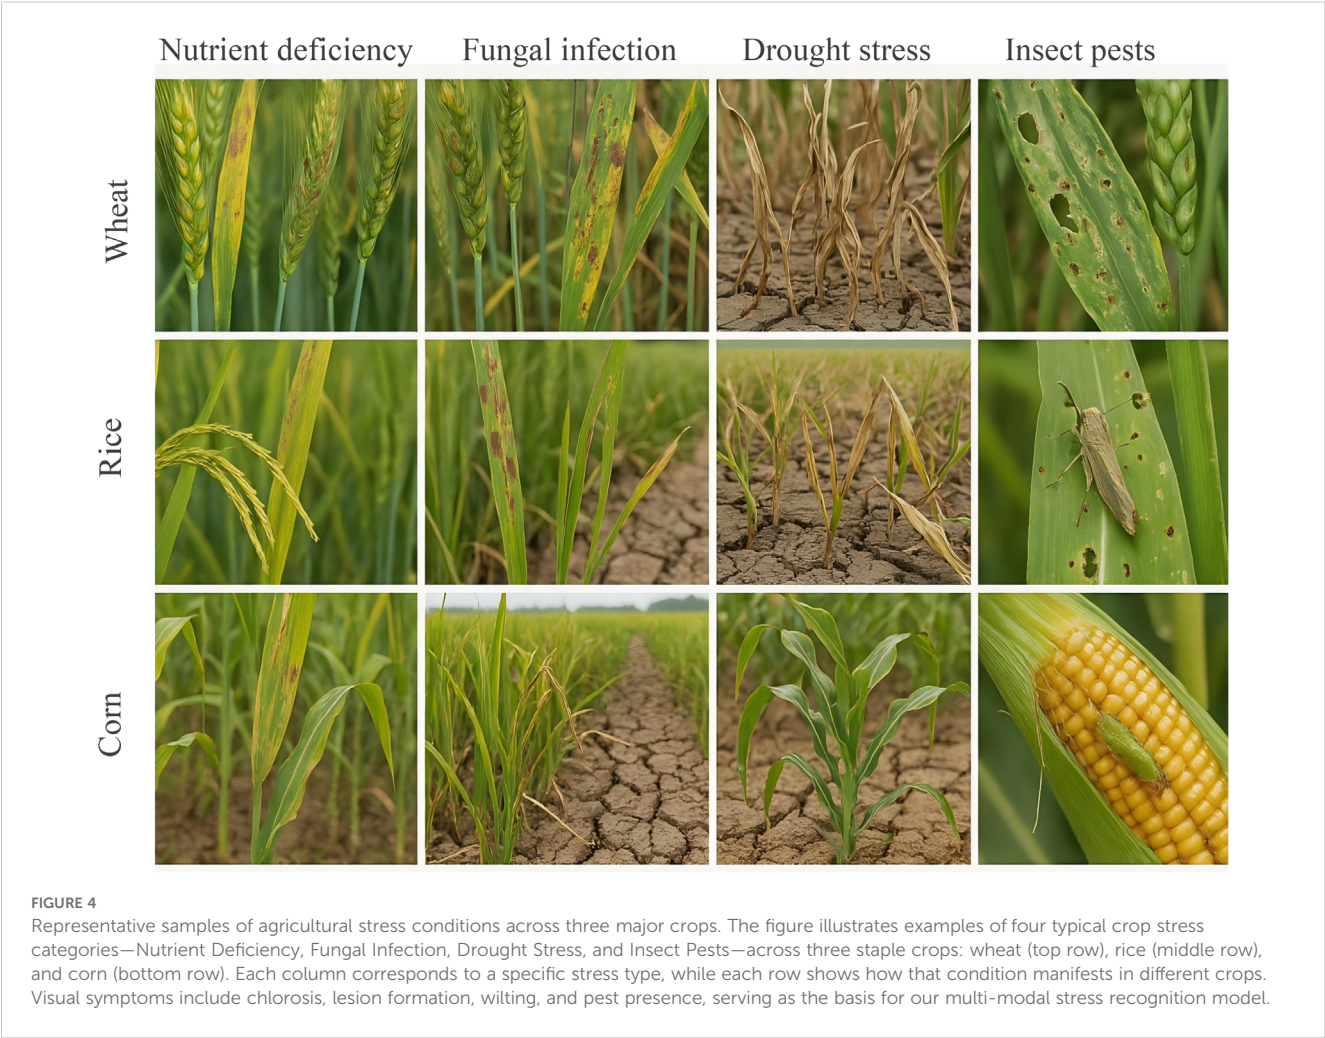 Nutrient deficiency Fungal infection Drought stress Insect pests
Wheat
Rice
Corn
FIGURE 4
Representative samples of agricultural stress conditions across three major crops. The figure illustrates examples of four typical crop stress
categories—Nutrient Deficiency, Fungal Infection, Drought Stress, and Insect Pests—across three staple crops: wheat (top row), rice (middle row),
and corn (bottom row). Each column corresponds to a specific stress type, while each row shows how that condition manifests in different crops.
Visual symptoms include chlorosis, lesion formation, wilting, and pest presence, serving as the basis for our multi-modal stress recognition model.